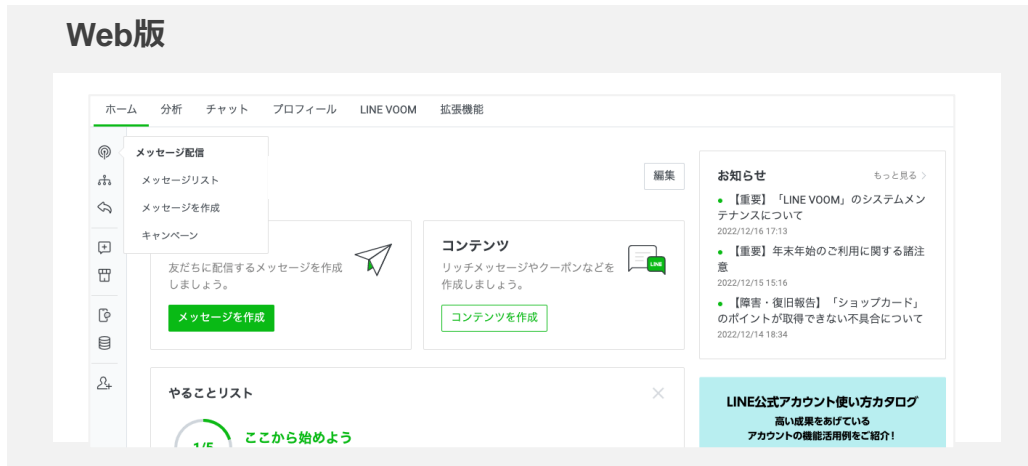 Web版
ホーム 分析 チャット プロフィール LINE VOOM 拡張機能
メッセージ配信
メッセージリスト
メッセージを作成
キャンペーン
編集
友だちに配信するメッセージを作成
しましょう。
メッセージを作成
コンテンツ
リッチメッセージやクーポンなどを
作成しましょう。
LINE
コンテンツを作成
やることリスト
1/5
ここから始めよう
お知らせ もっと見る
【重要】「LINE VOOM」のシステムメン
テナンスについて
2022/12/16 17:13
【重要】年末年始のご利用に関する諸注
意
2022/12/15 15:16
【障害・復旧報告】「ショップカード」
のポイントが取得できない不具合について
2022/12/14 18:34
LINE公式アカウント使い方カタログ
高い成果をあげている
アカウントの機能活用例をご紹介！